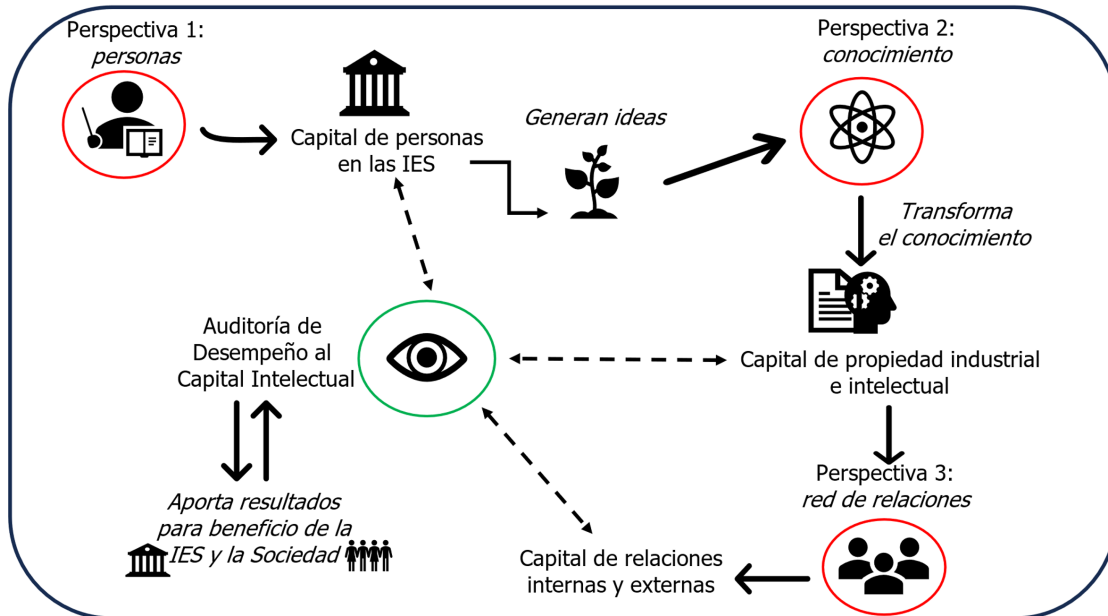 Perspectiva 1:
personas
Capital de personas
en las IES
Generan ideas
Perspectiva 2:
conocimiento
Transforma
el conocimiento
Capital de propiedad industrial
e intelectual
Perspectiva 3:
red de relaciones
Capital de relaciones
internas y externas
Auditoría de
Desempeño al
Capital Intelectual
Aporta resultados
para beneficio de la
IES y la Sociedad